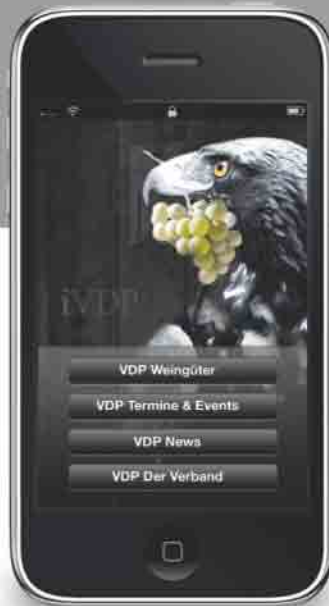 iVDP
VDP Weingüter
VDP Termine & Events
VDP News
VDP Der Verband